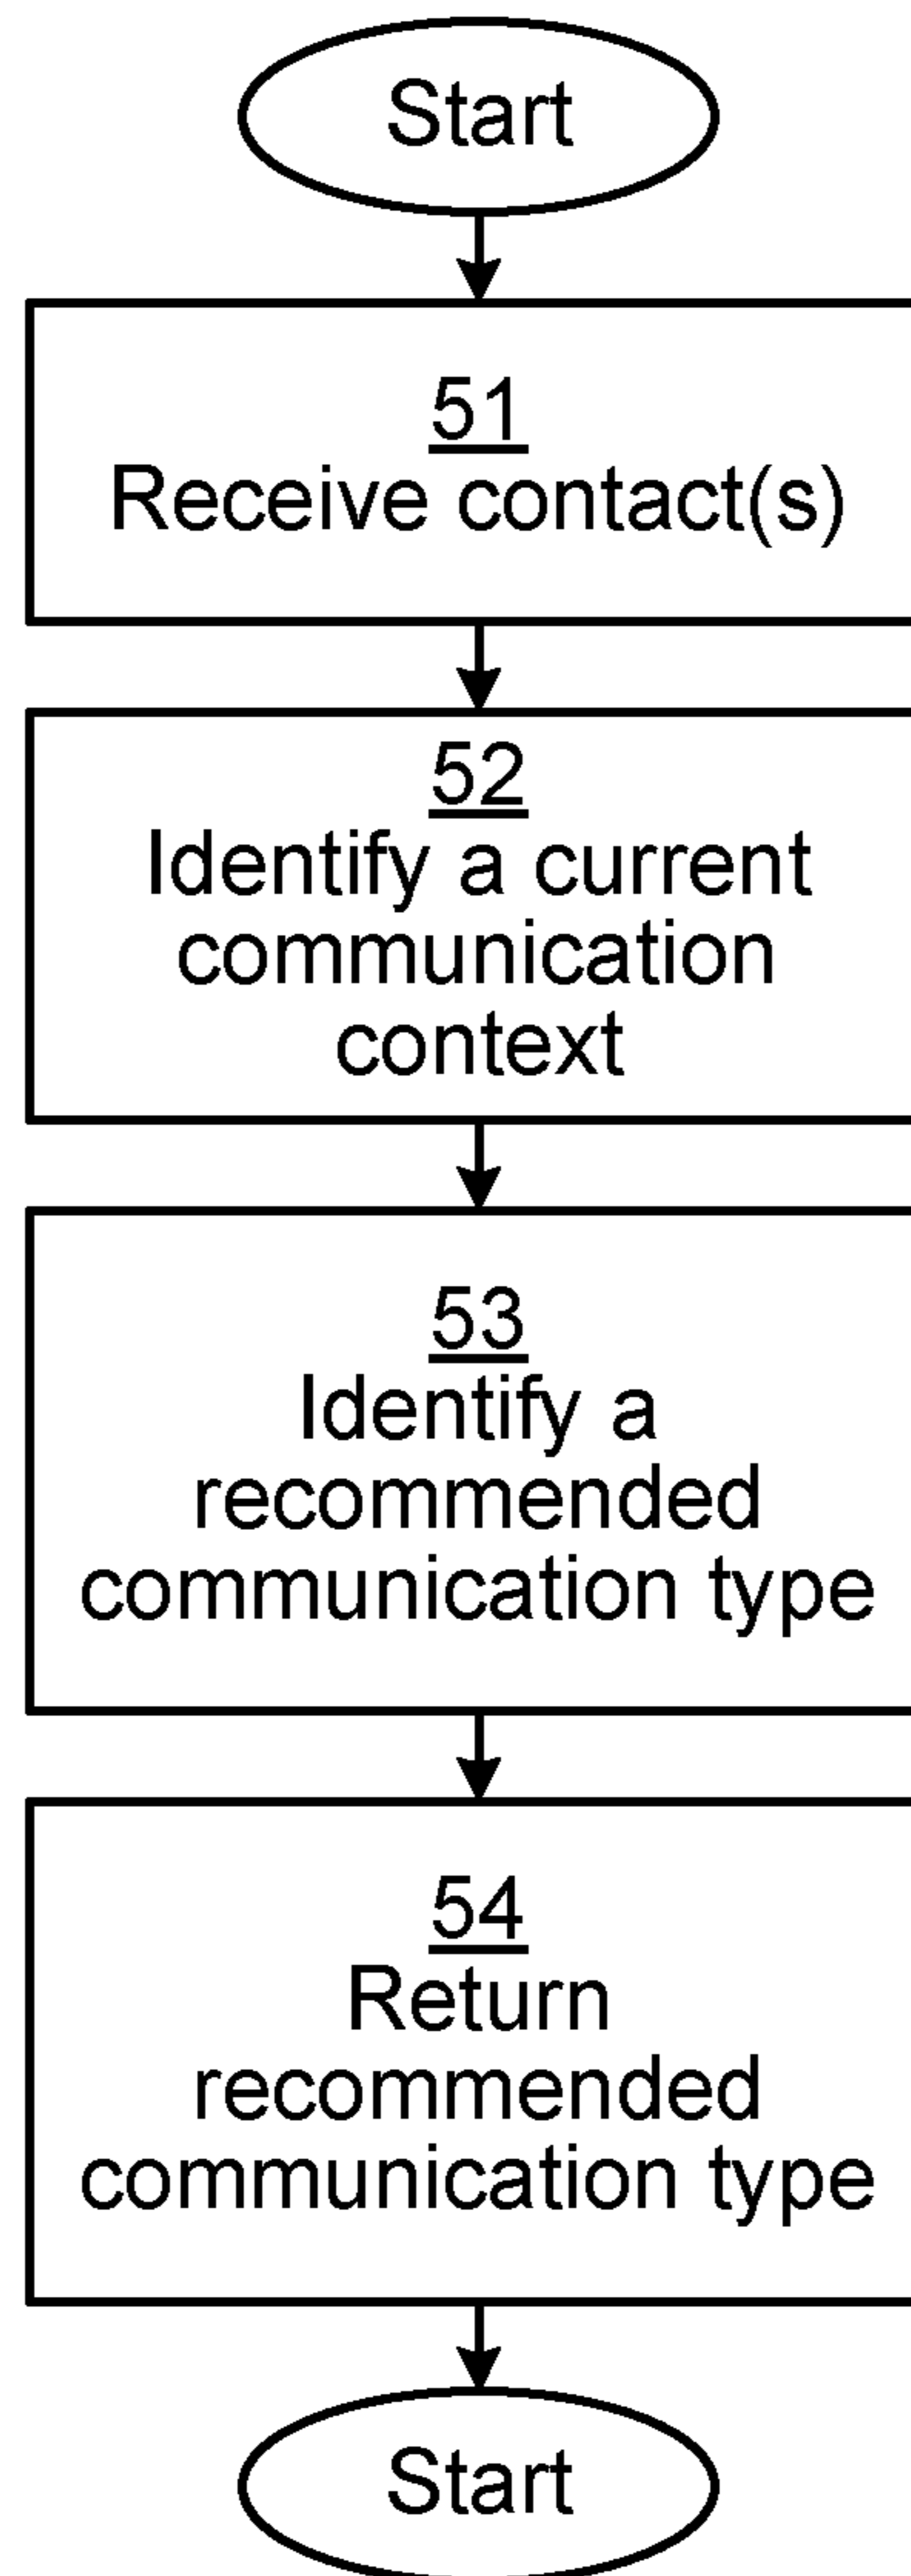 Start
51
Receive contact(s)
52
Identify a current
communication
context
53
Identify a
recommended
communication type
54
Return
recommended
communication type
Start